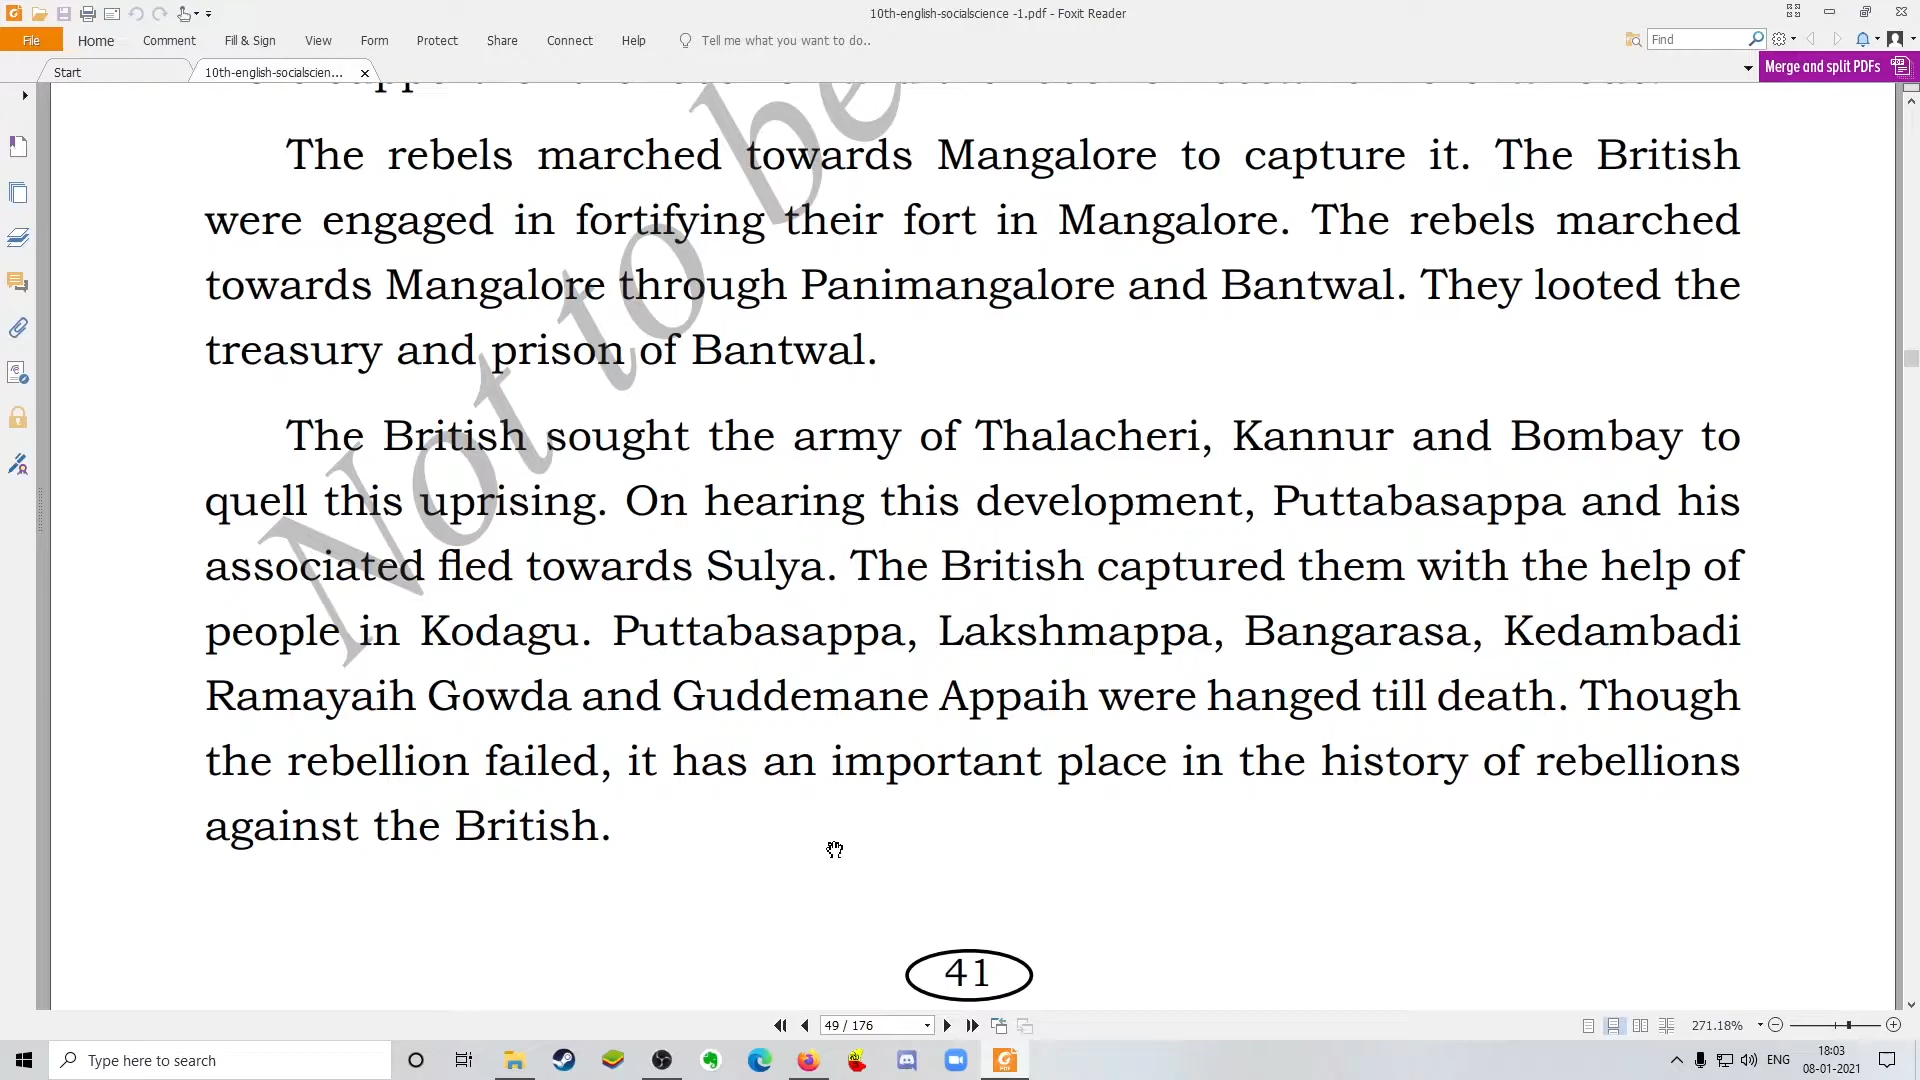 10th-english-socialscience -1.pdf - Foxit Reader
File Home Comment Fill & Sign View Form Protect Share Connect Help Tell me what you want to do.. Find
Start 10th-english-socialscien... Merge and split PDFs
The rebels marched towards Mangalore to capture it. The British
were engaged in fortifying their fort in Mangalore. The rebels marched
towards Mangalore through Panimangalore and Bantwal. They looted the
treasury and prison of Bantwal.
The British sought the army of Thalacheri, Kannur and Bombay to
quell this uprising. On hearing this development, Puttabasappa and his
associated fled towards Sulya. The British captured them with the help of
people in Kodagu. Puttabasappa, Lakshmappa, Bangarasa, Kedambadi
Ramayaih Gowda and Guddemane Appaih were hanged till death. Though
the rebellion failed, it has an important place in the history of rebellions
against the British.
Not to be
41
49 / 176 271.18%
Type here to search ENG 18:03
08-01-2021